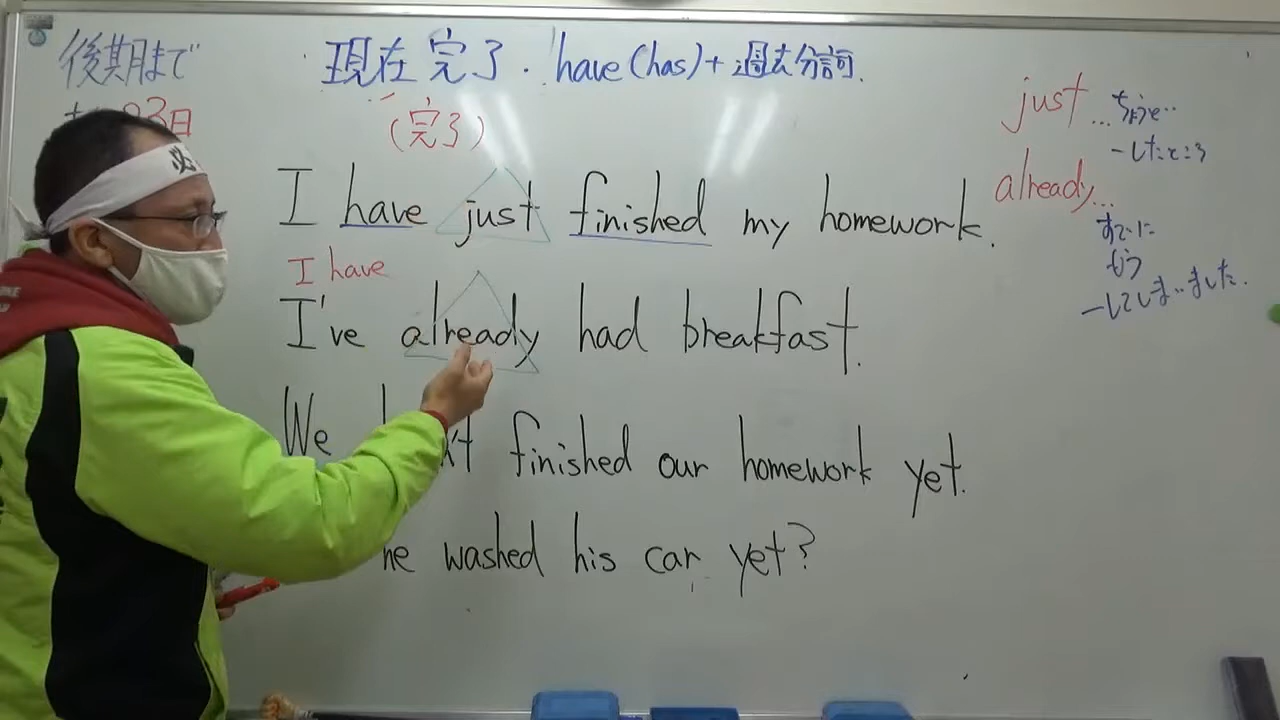 後期まで
現在完了. have(has)+過去分詞.
3日
(完了)
just...ちょうど..
〜したところ
already...
すでに
もう
〜してしまいました.
I have just finished my homework.
I have
I've already had breakfast.
We finished our homework yet.
washed his car yet?
必